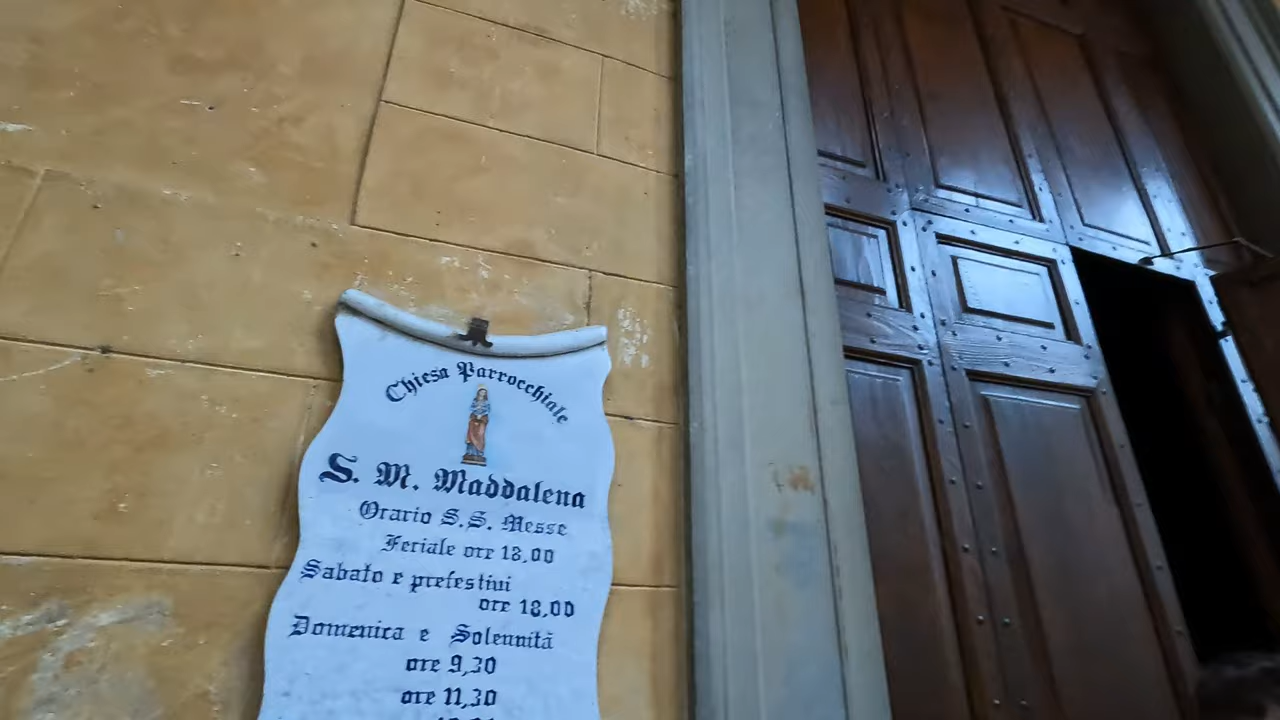 Chiesa Parrocchiale
S. M. Maddalena
Orario S.S. Messe
Feriale ore 18,00
Sabato e prefestivi
ore 18,00
Domenica e Solennità
ore 9,30
ore 11,30